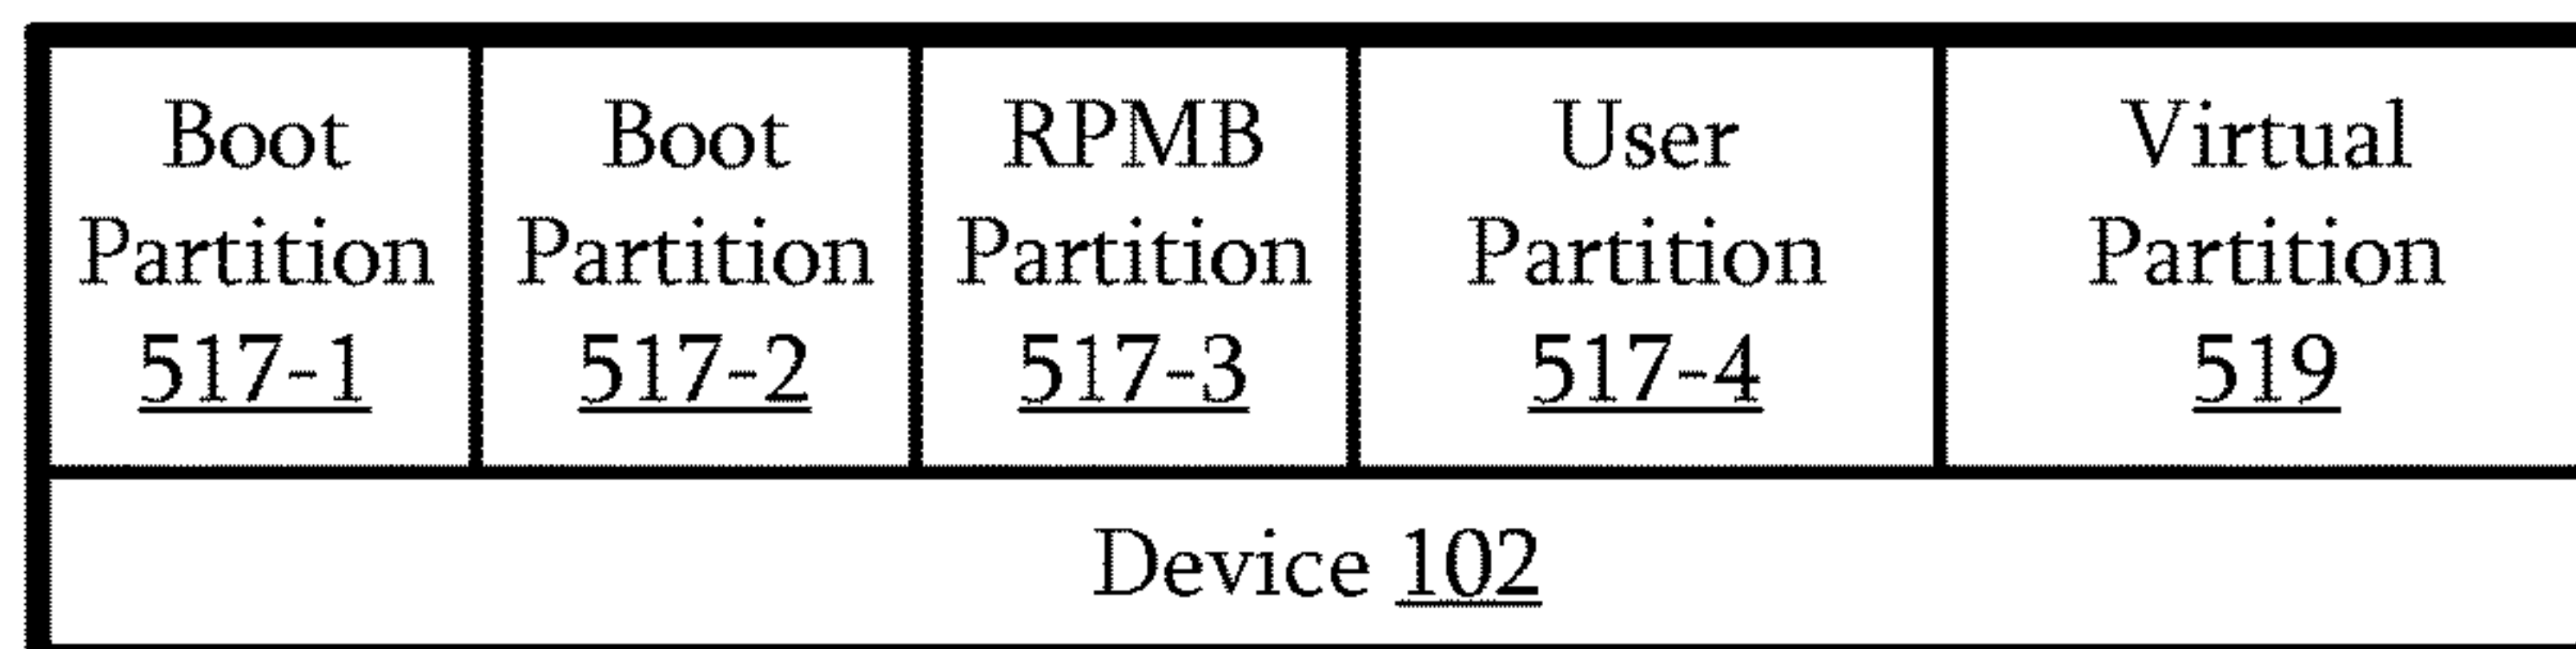 Boot
Partition
517-1
Boot
Partition
517-2
RPMB
Partition
517-3
User
Partition
517-4
Virtual
Partition
519
Device 102